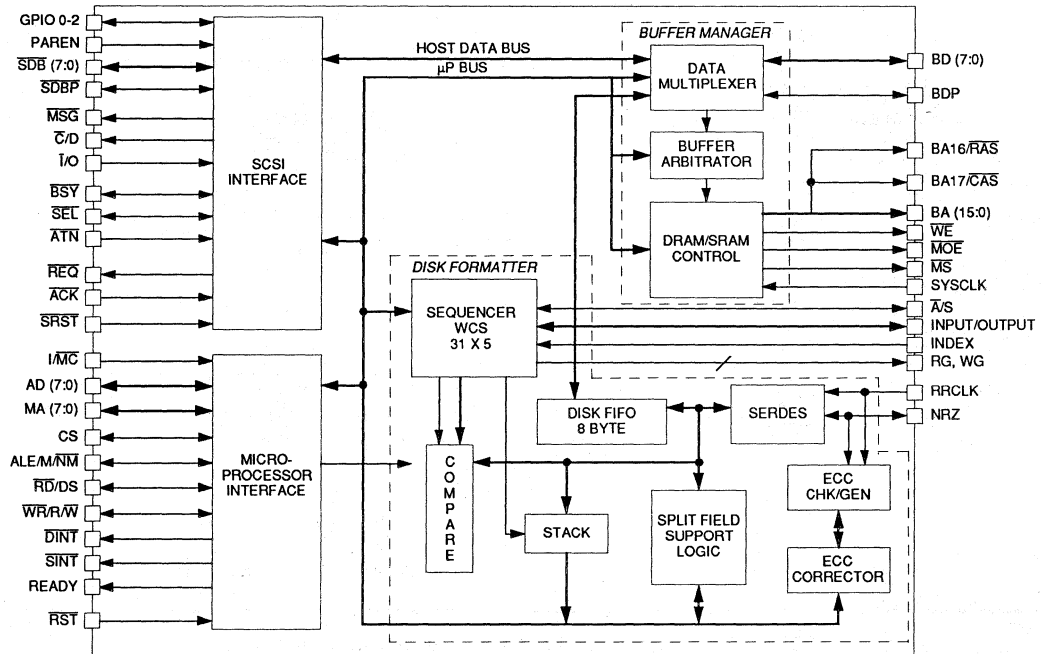 GPIO 0-2
PAREN
SDB (7:0)
SDBP
MSG
C/D
I/O
BSY
SEL
ATN
REQ
ACK
SRST
I/MC
AD (7:0)
MA (7:0)
CS
ALE/M/NM
RD/DS
WR/R/W
DINT
SINT
READY
RST
SCSI
INTERFACE
MICRO-
PROCESSOR
INTERFACE
HOST DATA BUS
µP BUS
BUFFER MANAGER
DATA
MULTIPLEXER
BUFFER
ARBITRATOR
DRAM/SRAM
CONTROL
DISK FORMATTER
SEQUENCER
WCS
31 X 5
DISK FIFO
8 BYTE
SERDES
COMPARE
STACK
SPLIT FIELD
SUPPORT
LOGIC
ECC
CHK/GEN
ECC
CORRECTOR
BD (7:0)
BDP
BA16/RAS
BA17/CAS
BA (15:0)
WE
MOE
MS
SYSCLK
A/S
INPUT/OUTPUT
INDEX
RG, WG
RRCLK
NRZ